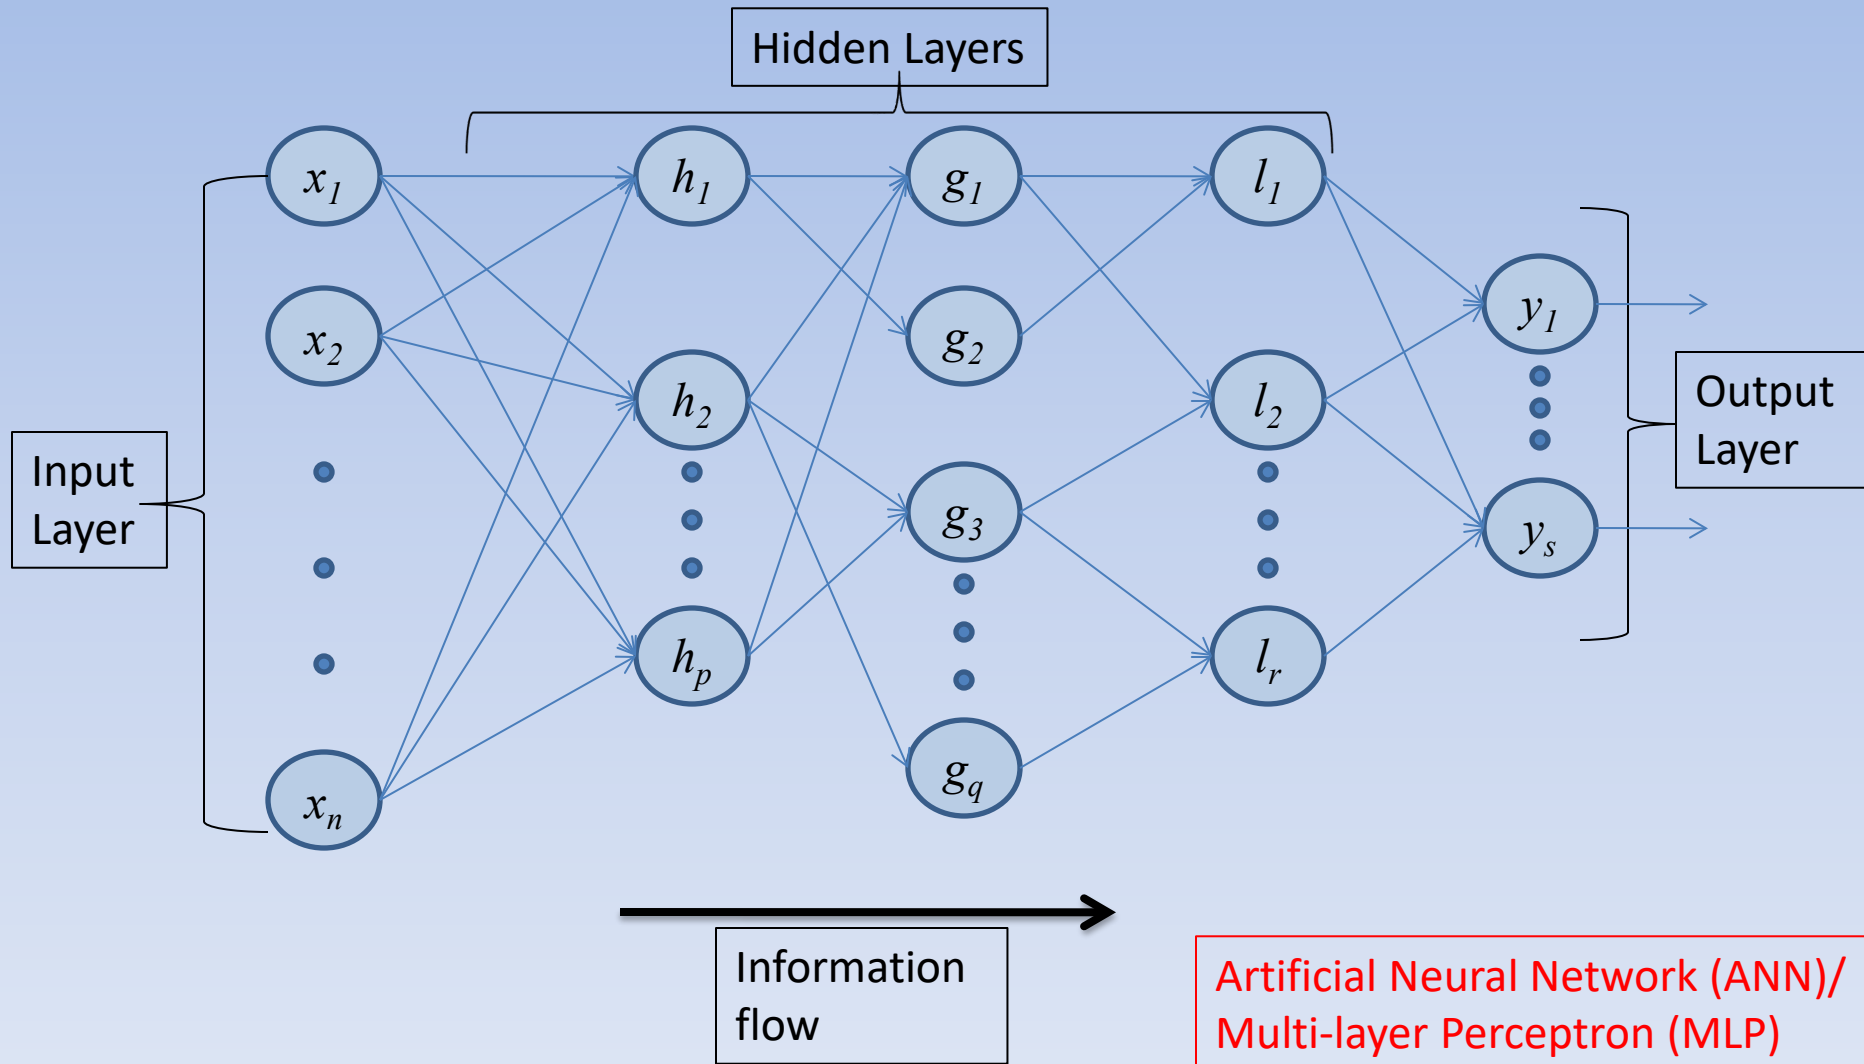 Hidden Layers
x1
h1
g1
l1
x2
g2
y1
h2
l2
Output
Layer
Input
Layer
g3
ys
hp
lr
xn
gq
Information
flow
Artificial Neural Network (ANN)/
Multi-layer Perceptron (MLP)